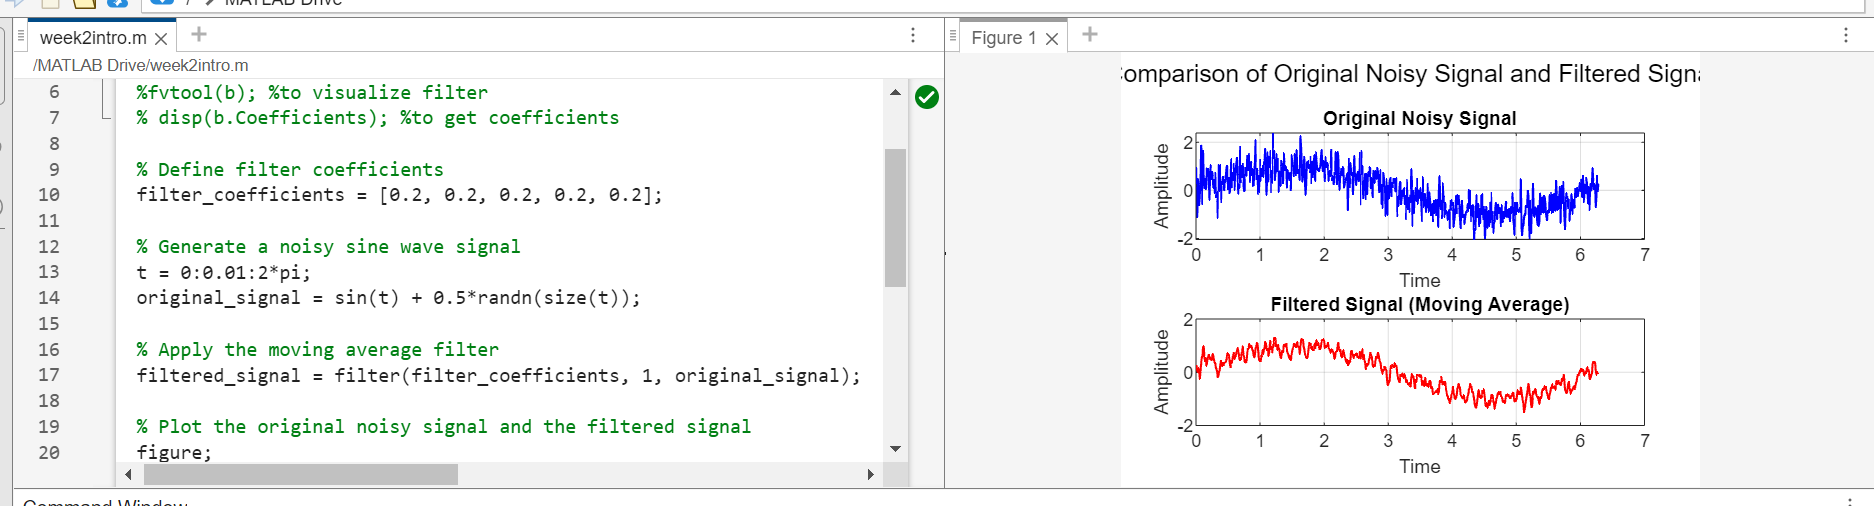 / > MATLAB Drive
week2intro.m
/MATLAB Drive/week2intro.m
6 %fvtool(b); %to visualize filter
7 % disp(b.Coefficients); %to get coefficients
8
9 % Define filter coefficients
10 filter_coefficients = [0.2, 0.2, 0.2, 0.2, 0.2];
11
12 % Generate a noisy sine wave signal
13 t = 0:0.01:2*pi;
14 original_signal = sin(t) + 0.5*randn(size(t));
15
16 % Apply the moving average filter
17 filtered_signal = filter(filter_coefficients, 1, original_signal);
18
19 % Plot the original noisy signal and the filtered signal
20 figure;
Command Window
Figure 1
omparison of Original Noisy Signal and Filtered Signa
Original Noisy Signal
Amplitude
2
0
-2
0 1 2 3 4 5 6 7
Time
Filtered Signal (Moving Average)
Amplitude
2
0
-2
0 1 2 3 4 5 6 7
Time